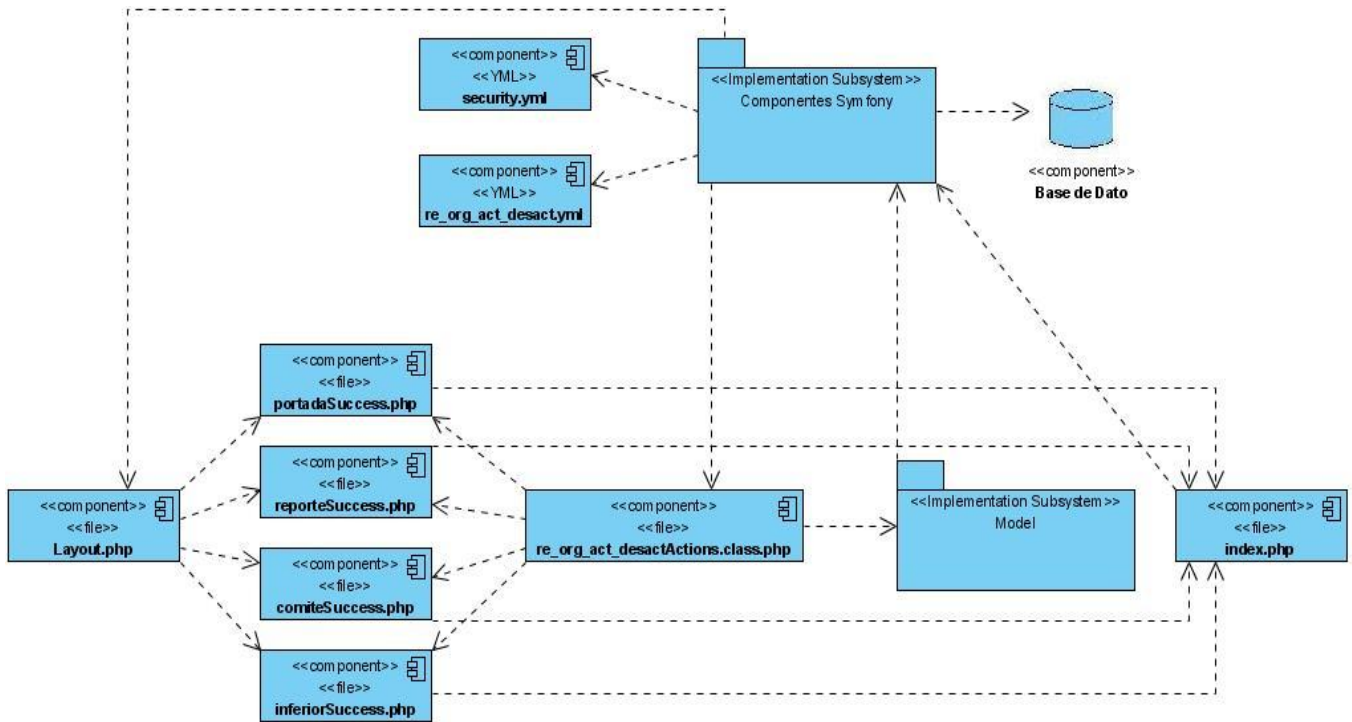 <<component>>
<<YML>>
security.yml
<<Implementation Subsystem>>
Componentes Symfony
<<component>>
Base de Dato
<<component>>
<<YML>>
re_org_act_desact.yml
<<component>>
<<file>>
portadaSuccess.php
<<component>>
<<file>>
reporteSuccess.php
<<component>>
<<file>>
Layout.php
<<component>>
<<file>>
re_org_act_desactActions.class.php
<<Implementation Subsystem>>
Model
<<component>>
<<file>>
index.php
<<component>>
<<file>>
comiteSuccess.php
<<component>>
<<file>>
inferiorSuccess.php